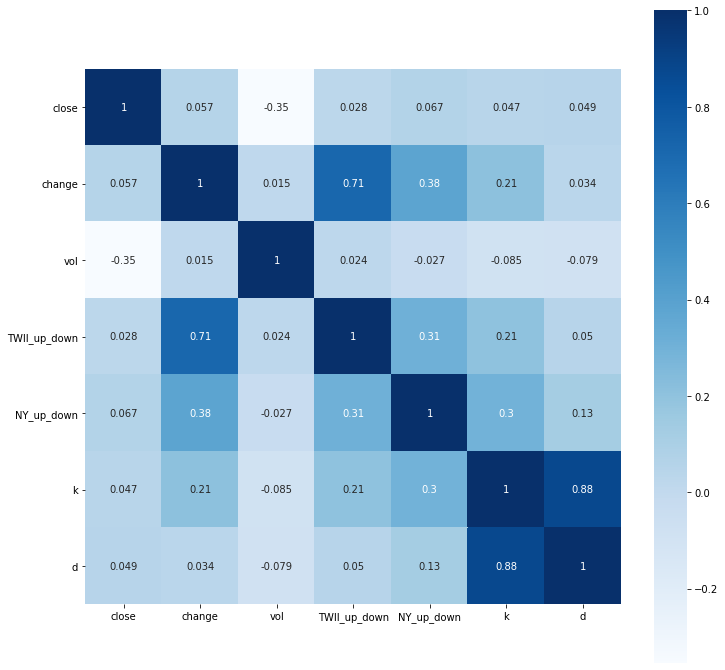 close 1 0.057 -0.35 0.028 0.067 0.047 0.049
change 0.057 1 0.015 0.71 0.38 0.21 0.034
vol -0.35 0.015 1 0.024 -0.027 -0.085 -0.079
TWII_up_down 0.028 0.71 0.024 1 0.31 0.21 0.05
NY_up_down 0.067 0.38 -0.027 0.31 1 0.3 0.13
k 0.047 0.21 -0.085 0.21 0.3 1 0.88
d 0.049 0.034 -0.079 0.05 0.13 0.88 1
close change vol TWII_up_down NY_up_down k d
1.0
0.8
0.6
0.4
0.2
0.0
−0.2